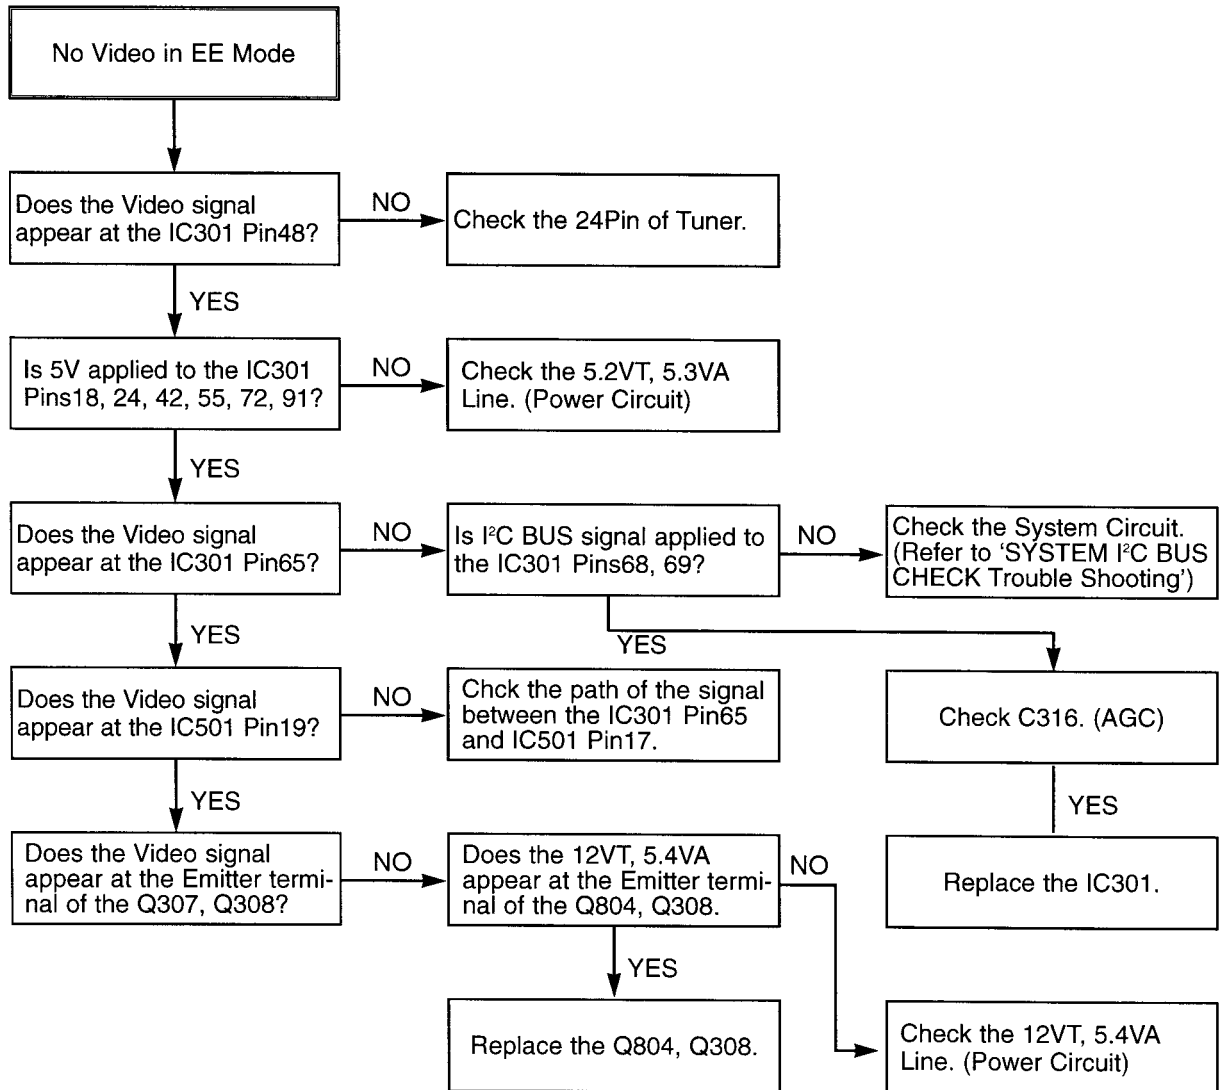 No Video in EE Mode
Does the Video signal
appear at the IC301 Pin48?
NO
Check the 24Pin of Tuner.
YES
Is 5V applied to the IC301
Pins18, 24, 42, 55, 72, 91?
NO
Check the 5.2VT, 5.3VA
Line. (Power Circuit)
YES
Does the Video signal
appear at the IC301 Pin65?
NO
Is I²C BUS signal applied to
the IC301 Pins68, 69?
NO
Check the System Circuit.
(Refer to ‘SYSTEM I²C BUS
CHECK Trouble Shooting’)
YES
YES
Does the Video signal
appear at the IC501 Pin19?
NO
Chck the path of the signal
between the IC301 Pin65
and IC501 Pin17.
Check C316. (AGC)
YES
YES
Does the Video signal
appear at the Emitter termi-
nal of the Q307, Q308?
NO
Does the 12VT, 5.4VA
appear at the Emitter termi-
nal of the Q804, Q308.
NO
Replace the IC301.
YES
Replace the Q804, Q308.
Check the 12VT, 5.4VA
Line. (Power Circuit)